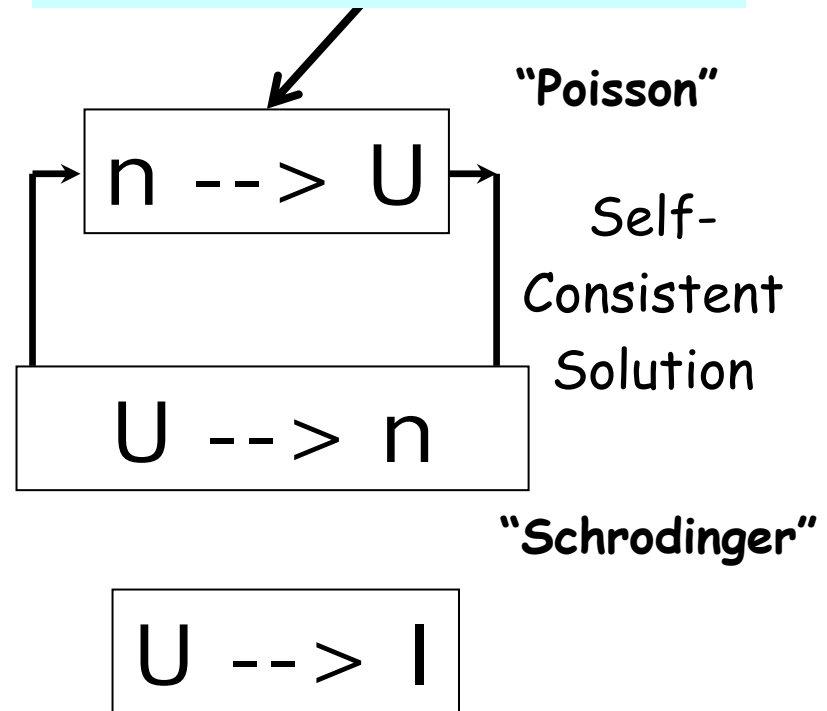 “Poisson”
n --> U
Self-
Consistent
Solution
U --> n
“Schrodinger”
U --> I